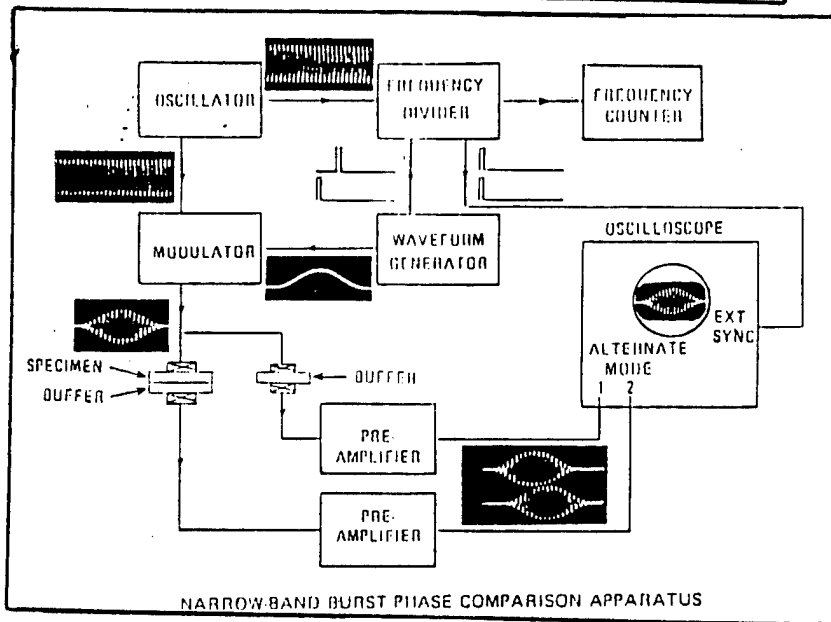 OSCILLATOR
FREQUENCY
DIVIDER
FREQUENCY
COUNTER
MODULATOR
WAVEFORM
GENERATOR
OSCILLOSCOPE
EXT
SYNC
ALTERNATE
MODE
1 2
SPECIMEN
BUFFER
BUFFER
PRE-
AMPLIFIER
PRE-
AMPLIFIER
NARROW-BAND BURST PHASE COMPARISON APPARATUS